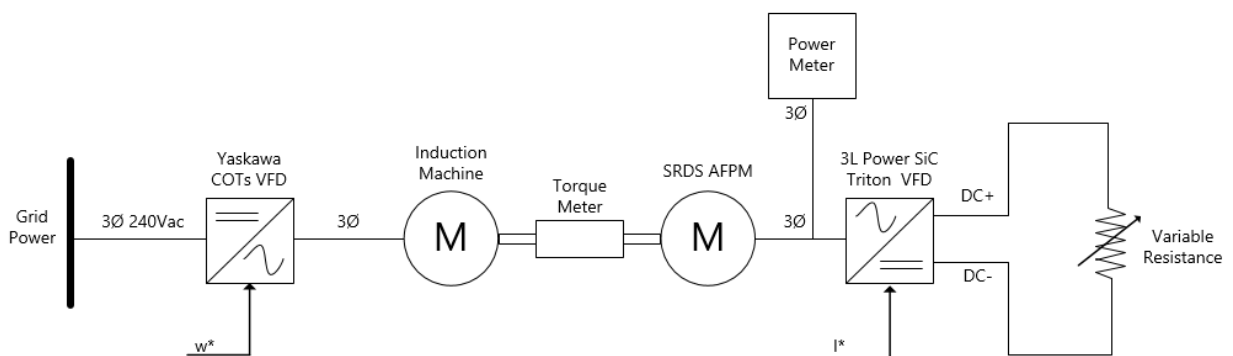 Power
Meter
3Ø
Yaskawa
COTs VFD
Induction
Machine
Torque
Meter
SRDS AFPM
3L Power SiC
Triton VFD
DC+
Grid
Power
3Ø 240Vac
3Ø
M
M
3Ø
DC-
Variable
Resistance
w*
I*